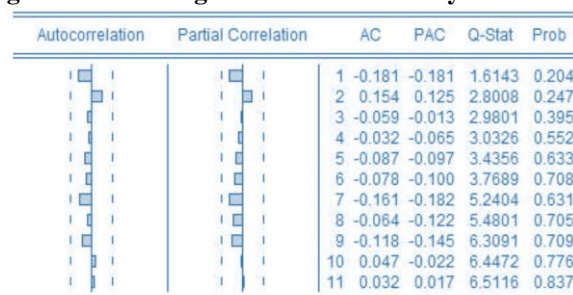 Autocorrelation Partial Correlation AC PAC Q-Stat Prob
1 -0.181 -0.181 1.6143 0.204
2 0.154 0.125 2.8008 0.247
3 -0.059 -0.013 2.9801 0.395
4 -0.032 -0.065 3.0326 0.552
5 -0.087 -0.097 3.4356 0.633
6 -0.078 -0.100 3.7689 0.708
7 -0.161 -0.182 5.2404 0.631
8 -0.064 -0.122 5.4801 0.705
9 -0.118 -0.145 6.3091 0.709
10 0.047 -0.022 6.4472 0.776
11 0.032 0.017 6.5116 0.837